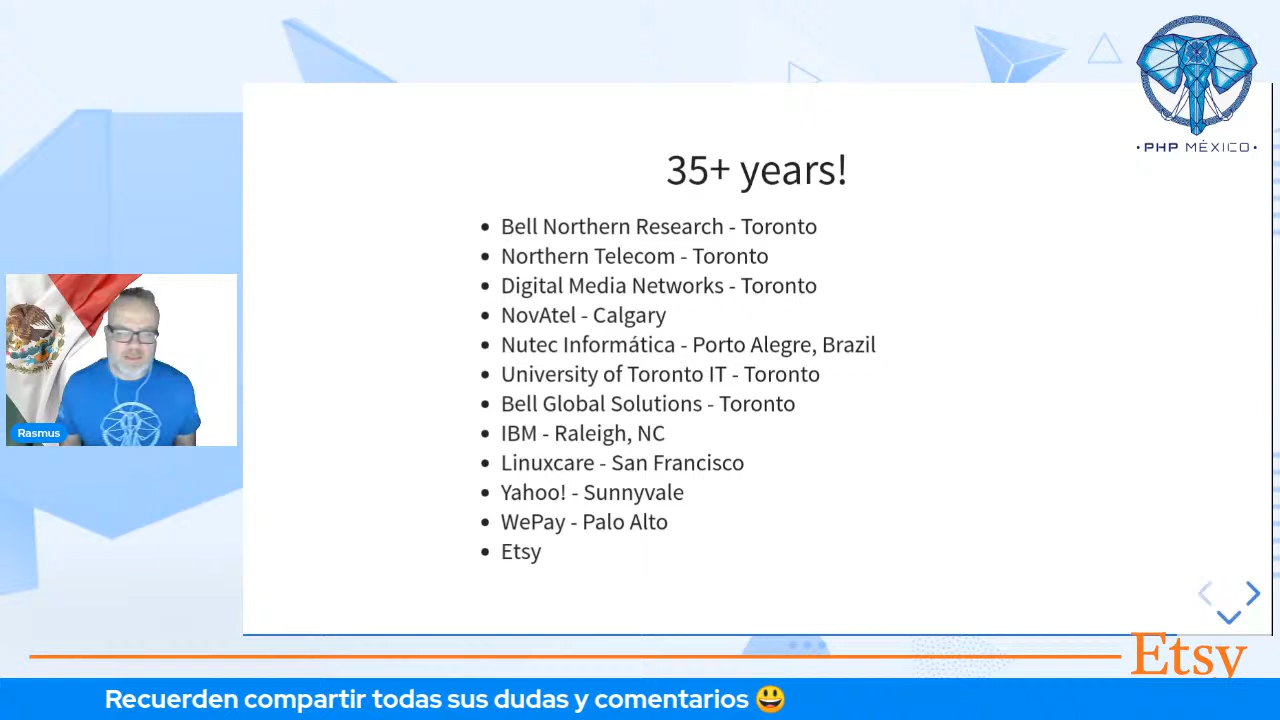 • PHP MÉXICO •
35+ years!
• Bell Northern Research - Toronto
• Northern Telecom - Toronto
• Digital Media Networks - Toronto
• NovAtel - Calgary
• Nutec Informática - Porto Alegre, Brazil
• University of Toronto IT - Toronto
• Bell Global Solutions - Toronto
• IBM - Raleigh, NC
• Linuxcare - San Francisco
• Yahoo! - Sunnyvale
• WePay - Palo Alto
• Etsy
Rasmus
Etsy
Recuerden compartir todas sus dudas y comentarios 😃